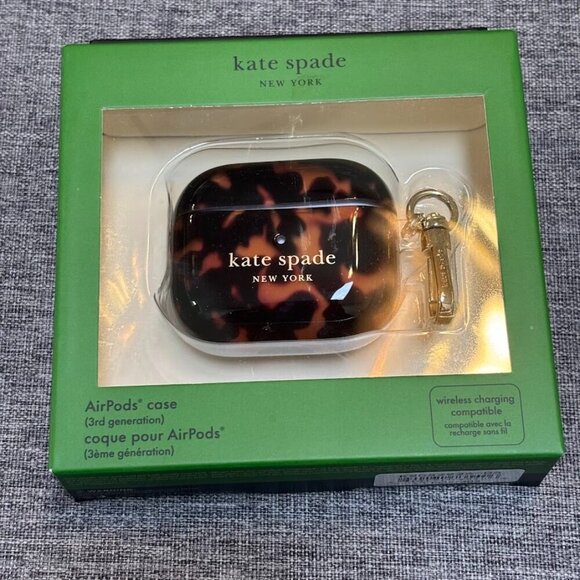 kate spade
NEW YORK
kate spade
NEW YORK
AirPods® case
(3rd generation)
coque pour AirPods®
(3ème génération)
wireless charging
compatible
compatible avec la
recharge sans fil